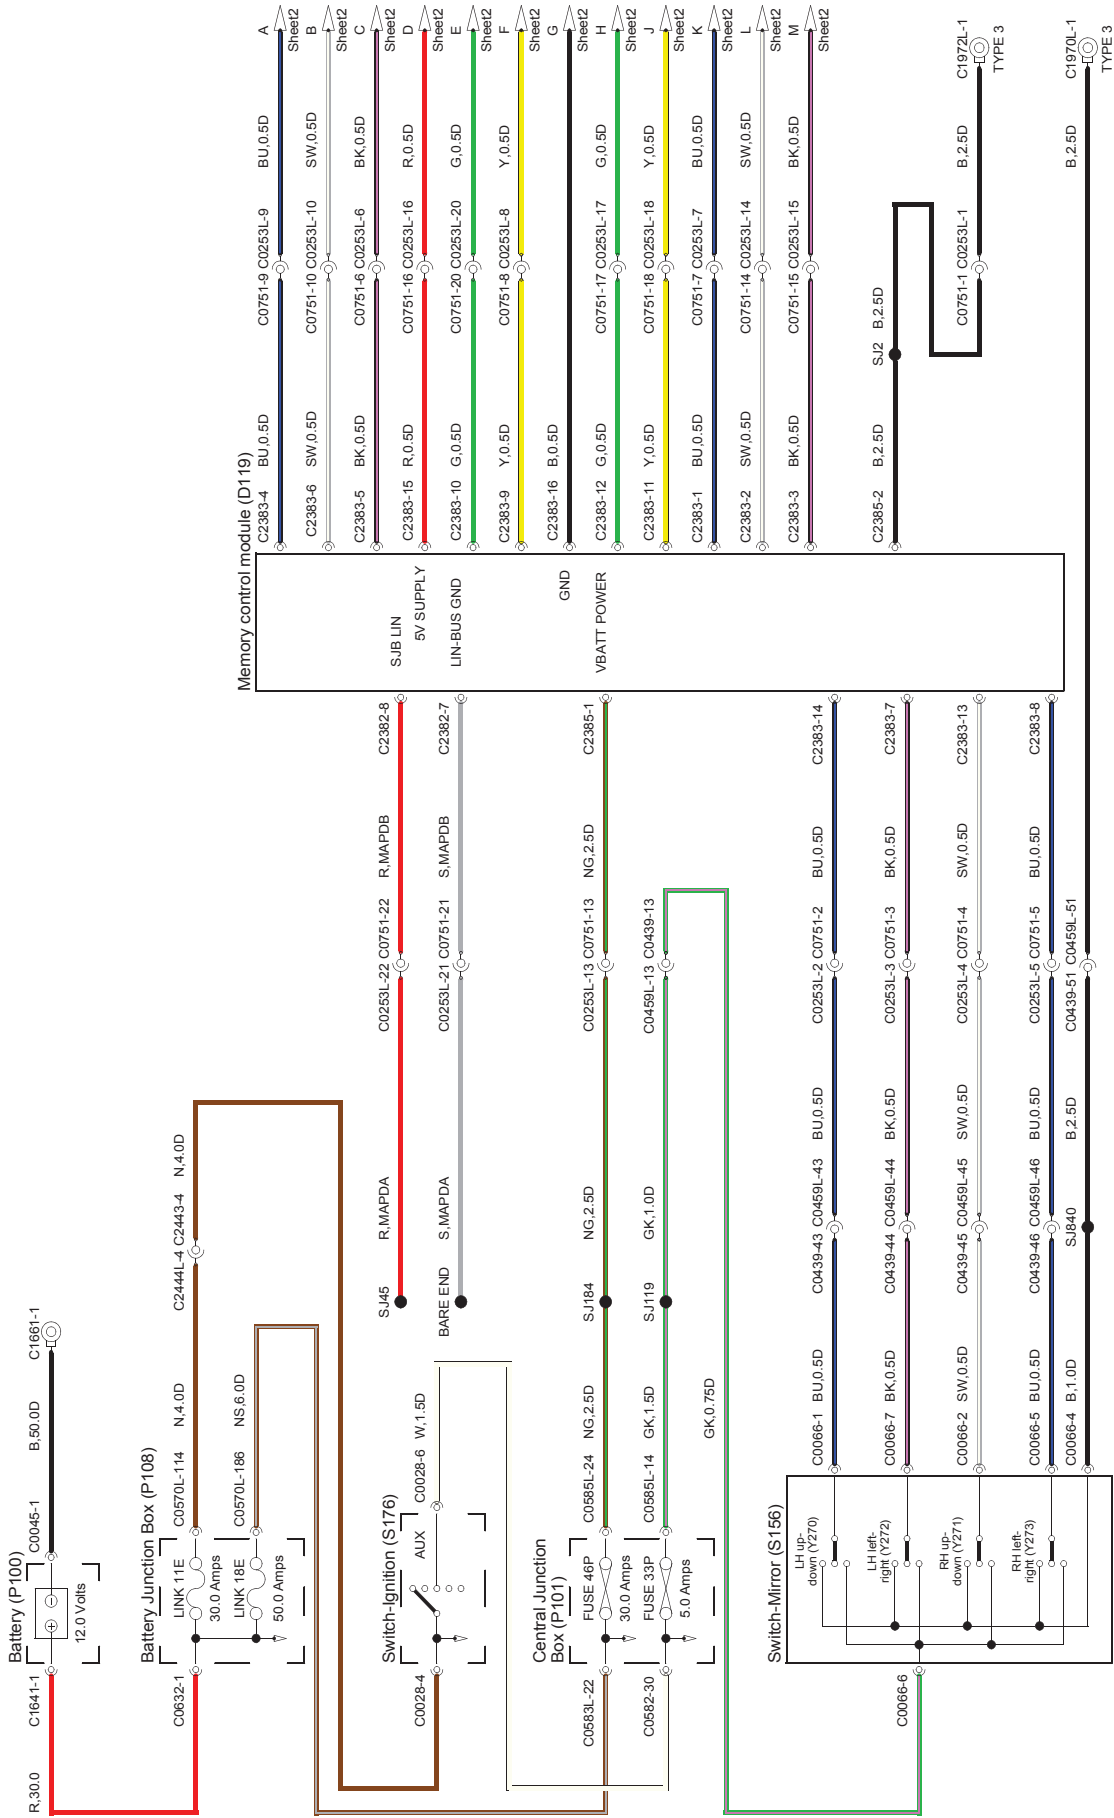 Battery (P100)
12.0 Volts
C1641-1
R,30.0
C0045-1
B,50.0D
C1661-1
Battery Junction Box (P108)
C0632-1
LINK 11E
30.0 Amps
C0570L-114
N,4.0D
C2444L-4
C2443-4
N,4.0D
LINK 18E
50.0 Amps
C0570L-186
NS,6.0D
Switch-Ignition (S176)
C0028-4
AUX
C0028-6
W,1.5D
Central Junction
Box (P101)
C0583L-22
FUSE 46P
30.0 Amps
C0585L-24
NG,2.5D
SJ184
NG,2.5D
C0253L-13
C0751-13
NG,2.5D
C2385-1
C0582-30
FUSE 33P
5.0 Amps
C0585L-14
GK,1.5D
SJ119
GK,1.0D
C0459L-13
C0439-13
GK,0.75D
SJ45
R,MAPDA
C0253L-22
C0751-22
R,MAPDB
C2382-8
BARE END
S,MAPDA
C0253L-21
C0751-21
S,MAPDB
C2382-7
Switch-Mirror (S156)
C0066-6
LH up-
down (Y270)
C0066-1
BU,0.5D
C0439-43
C0459L-43
BU,0.5D
C0253L-2
C0751-2
BU,0.5D
C2383-14
LH left-
right (Y272)
C0066-7
BK,0.5D
C0439-44
C0459L-44
BK,0.5D
C0253L-3
C0751-3
BK,0.5D
C2383-7
RH up-
down (Y271)
C0066-2
SW,0.5D
C0439-45
C0459L-45
SW,0.5D
C0253L-4
C0751-4
SW,0.5D
C2383-13
RH left-
right (Y273)
C0066-5
BU,0.5D
C0439-46
C0459L-46
BU,0.5D
C0253L-5
C0751-5
BU,0.5D
C2383-8
C0066-4
B,1.0D
SJ840
B,2.5D
C0439-51
C0459L-51
B,2.5D
C1970L-1
TYPE 3
Memory control module (D119)
SJB LIN
5V SUPPLY
LIN-BUS GND
GND
VBATT POWER
C2383-4
BU,0.5D
C0751-9
C0253L-9
BU,0.5D
A
Sheet2
C2383-6
SW,0.5D
C0751-10
C0253L-10
SW,0.5D
B
Sheet2
C2383-5
BK,0.5D
C0751-6
C0253L-6
BK,0.5D
C
Sheet2
C2383-15
R,0.5D
C0751-16
C0253L-16
R,0.5D
D
Sheet2
C2383-10
G,0.5D
C0751-20
C0253L-20
G,0.5D
E
Sheet2
C2383-9
Y,0.5D
C0751-8
C0253L-8
Y,0.5D
F
Sheet2
C2383-16
B,0.5D
G
Sheet2
C2383-12
G,0.5D
C0751-17
C0253L-17
G,0.5D
H
Sheet2
C2383-11
Y,0.5D
C0751-18
C0253L-18
Y,0.5D
J
Sheet2
C2383-1
BU,0.5D
C0751-7
C0253L-7
BU,0.5D
K
Sheet2
C2383-2
SW,0.5D
C0751-14
C0253L-14
SW,0.5D
L
Sheet2
C2383-3
BK,0.5D
C0751-15
C0253L-15
BK,0.5D
M
Sheet2
C2385-2
B,2.5D
SJ2
B,2.5D
C0751-1
C0253L-1
B,2.5D
C1972L-1
TYPE 3